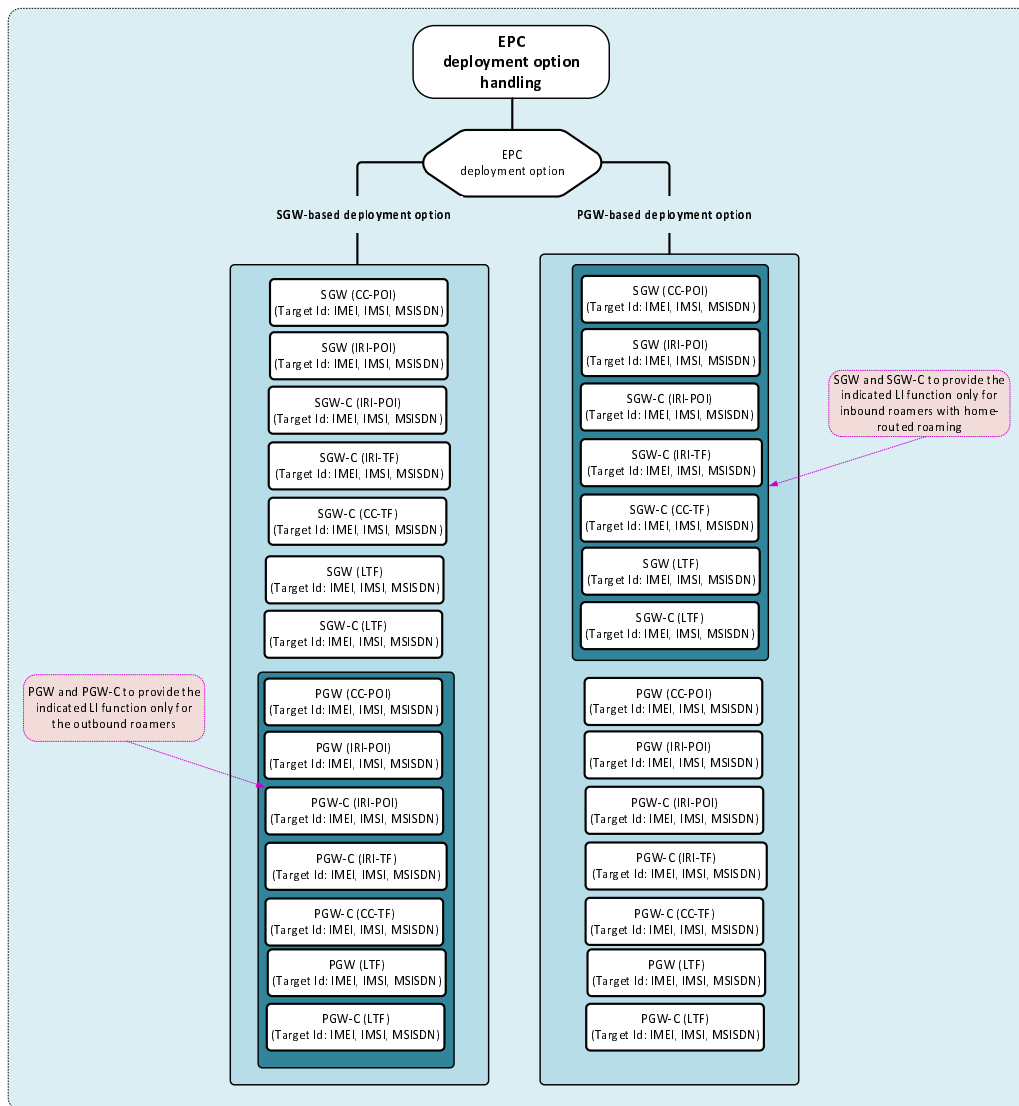 EPC
deployment option
handling
EPC
deployment option
SGW-based deployment option
PGW-based deployment option
SGW (CC-POI)
(Target Id: IMEI, IMSI, MSISDN)
SGW (IRI-POI)
(Target Id: IMEI, IMSI, MSISDN)
SGW-C (IRI-POI)
(Target Id: IMEI, IMSI, MSISDN)
SGW-C (IRI-TF)
(Target Id: IMEI, IMSI, MSISDN)
SGW-C (CC-TF)
(Target Id: IMEI, IMSI, MSISDN)
SGW (LTF)
(Target Id: IMEI, IMSI, MSISDN)
SGW-C (LTF)
(Target Id: IMEI, IMSI, MSISDN)
PGW and PGW-C to provide the
indicated LI function only for
the outbound roamers
PGW (CC-POI)
(Target Id: IMEI, IMSI, MSISDN)
PGW (IRI-POI)
(Target Id: IMEI, IMSI, MSISDN)
PGW-C (IRI-POI)
(Target Id: IMEI, IMSI, MSISDN)
PGW-C (IRI-TF)
(Target Id: IMEI, IMSI, MSISDN)
PGW-C (CC-TF)
(Target Id: IMEI, IMSI, MSISDN)
PGW (LTF)
(Target Id: IMEI, IMSI, MSISDN)
PGW-C (LTF)
(Target Id: IMEI, IMSI, MSISDN)
SGW (CC-POI)
(Target Id: IMEI, IMSI, MSISDN)
SGW (IRI-POI)
(Target Id: IMEI, IMSI, MSISDN)
SGW-C (IRI-POI)
(Target Id: IMEI, IMSI, MSISDN)
SGW-C (IRI-TF)
(Target Id: IMEI, IMSI, MSISDN)
SGW-C (CC-TF)
(Target Id: IMEI, IMSI, MSISDN)
SGW (LTF)
(Target Id: IMEI, IMSI, MSISDN)
SGW-C (LTF)
(Target Id: IMEI, IMSI, MSISDN)
SGW and SGW-C to provide the
indicated LI function only for
inbound roamers with home-
routed roaming
PGW (CC-POI)
(Target Id: IMEI, IMSI, MSISDN)
PGW (IRI-POI)
(Target Id: IMEI, IMSI, MSISDN)
PGW-C (IRI-POI)
(Target Id: IMEI, IMSI, MSISDN)
PGW-C (IRI-TF)
(Target Id: IMEI, IMSI, MSISDN)
PGW-C (CC-TF)
(Target Id: IMEI, IMSI, MSISDN)
PGW (LTF)
(Target Id: IMEI, IMSI, MSISDN)
PGW-C (LTF)
(Target Id: IMEI, IMSI, MSISDN)